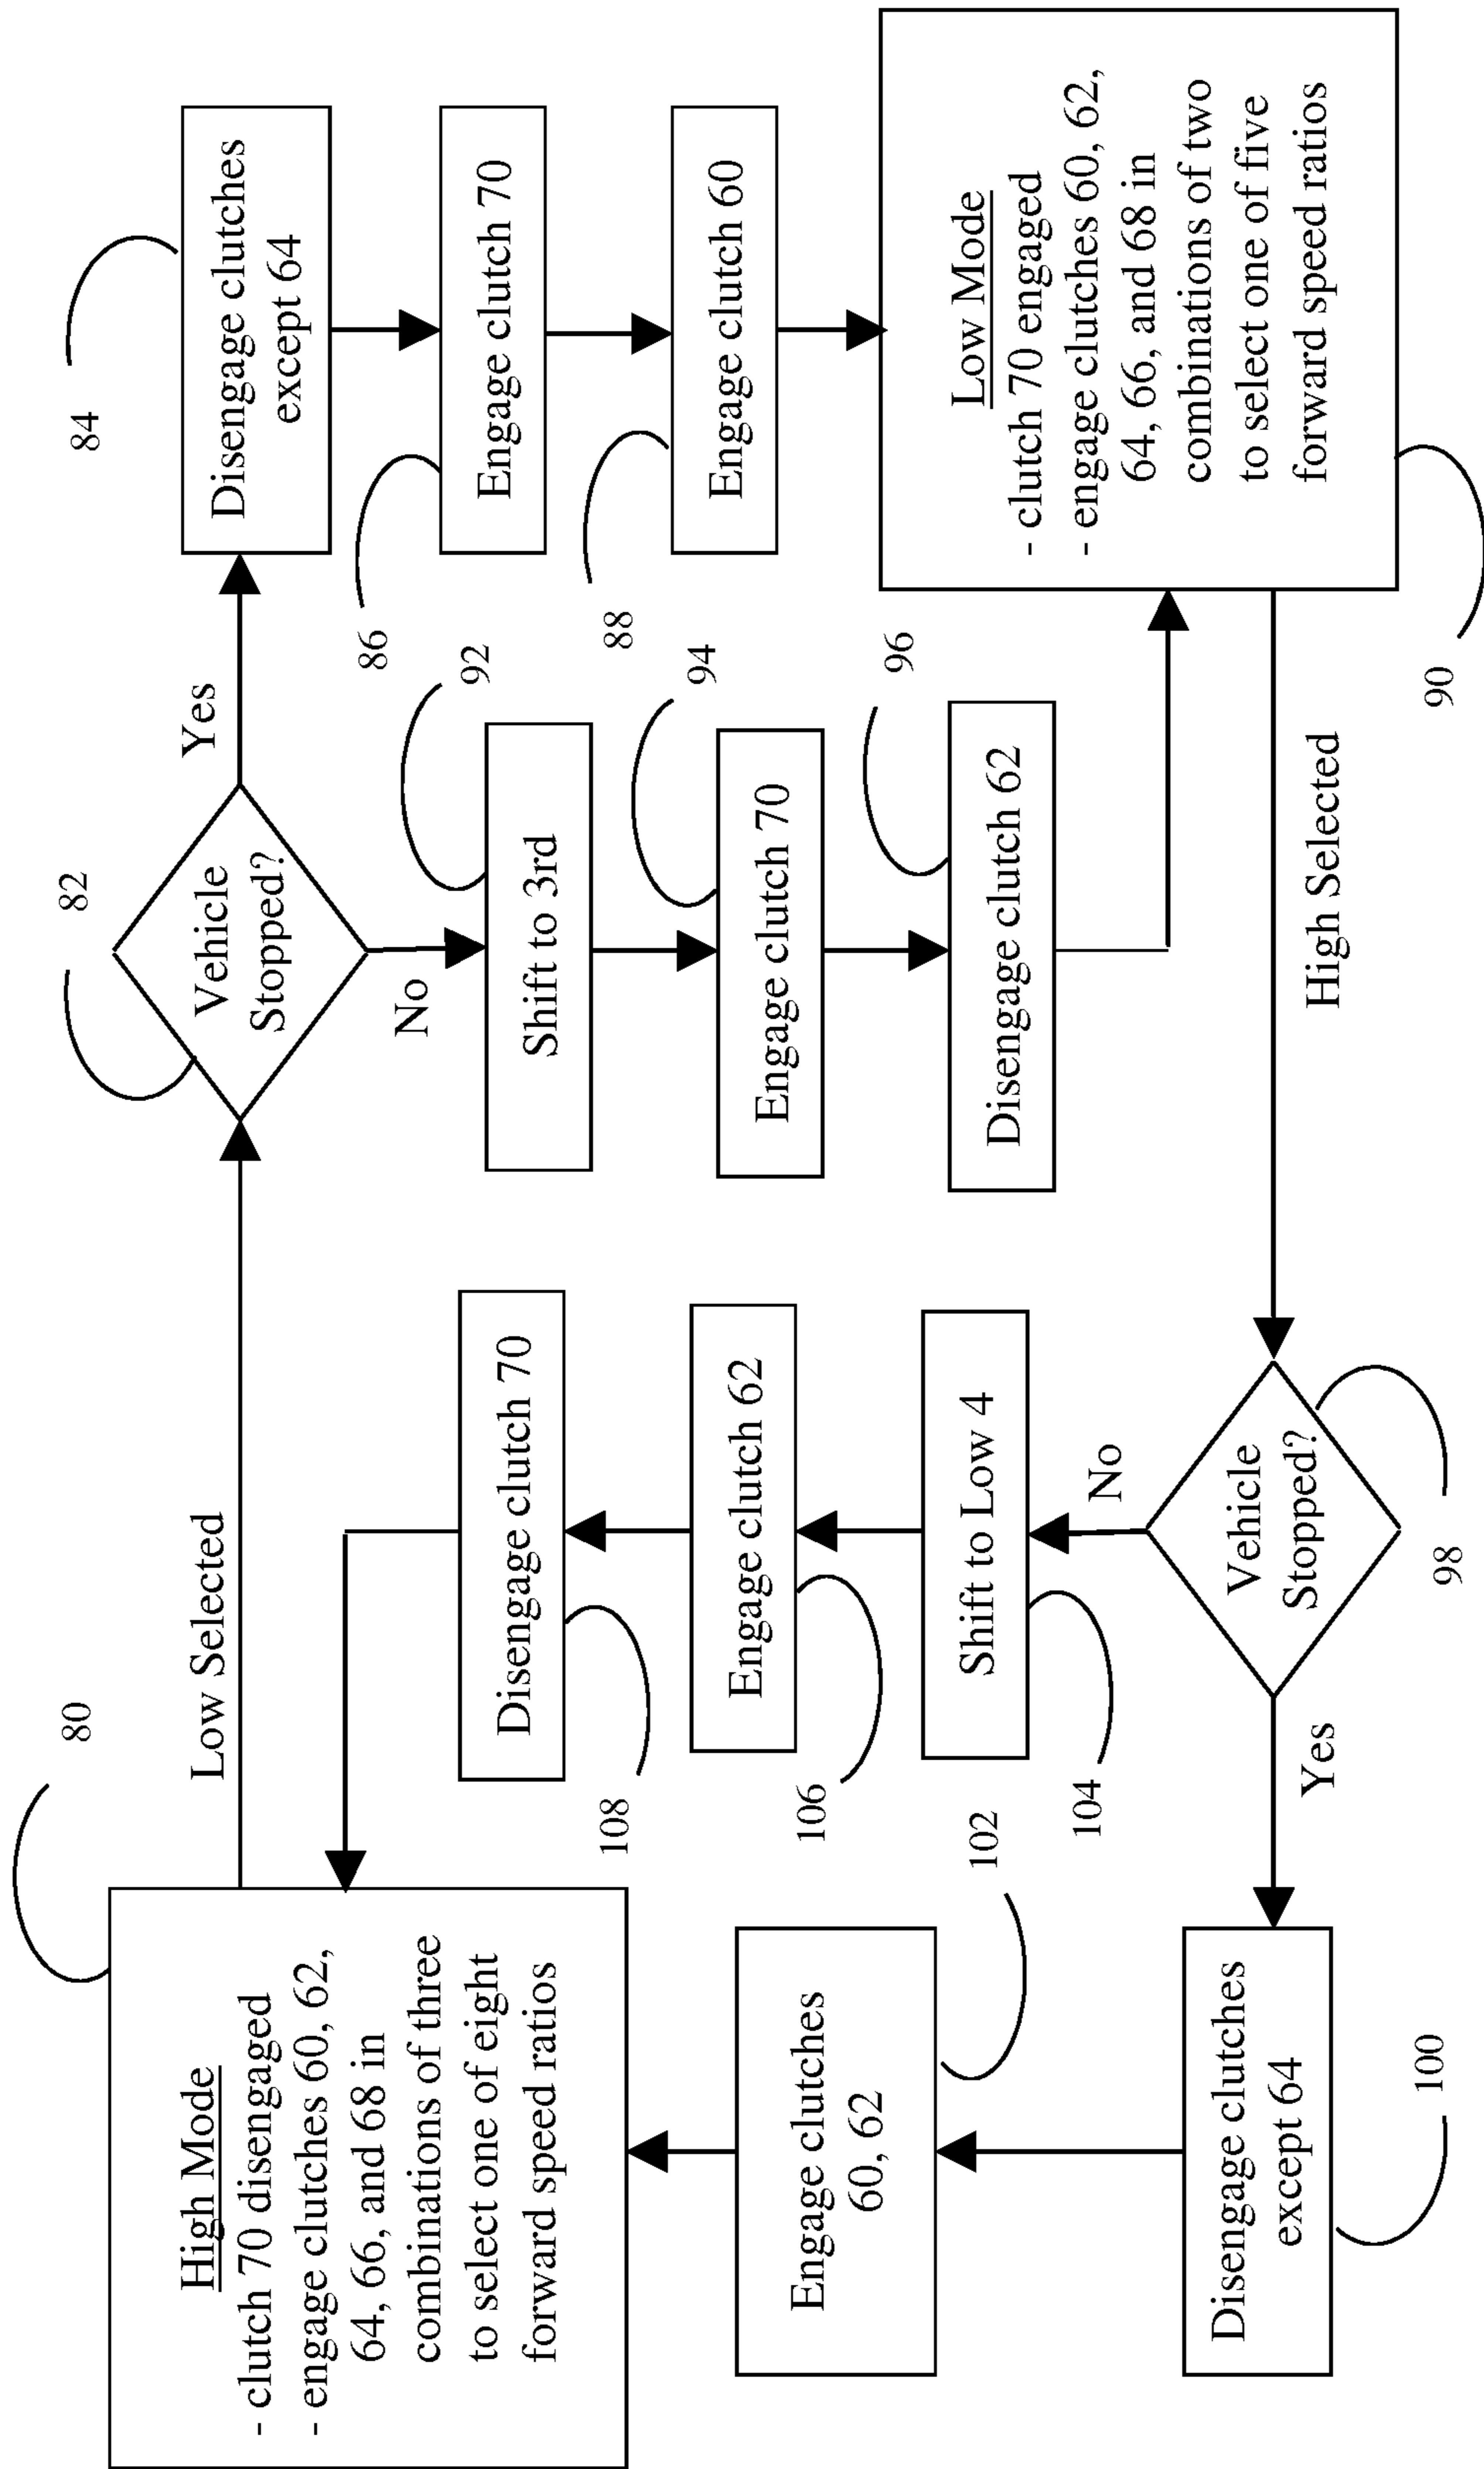 80
High Mode
- clutch 70 disengaged
- engage clutches 60, 62,
64, 66, and 68 in
combinations of three
to select one of eight
forward speed ratios
Low Selected
82
Vehicle
Stopped?
Yes
84
Disengage clutches
except 64
86
Engage clutch 70
88
Engage clutch 60
No
92
Shift to 3rd
94
Engage clutch 70
96
Disengage clutch 62
Low Mode
- clutch 70 engaged
- engage clutches 60, 62,
64, 66, and 68 in
combinations of two
to select one of five
forward speed ratios
90
High Selected
Vehicle
Stopped?
98
No
Shift to Low 4
104
Engage clutch 62
106
Disengage clutch 70
108
Yes
Disengage clutches
except 64
100
Engage clutches
60, 62
102